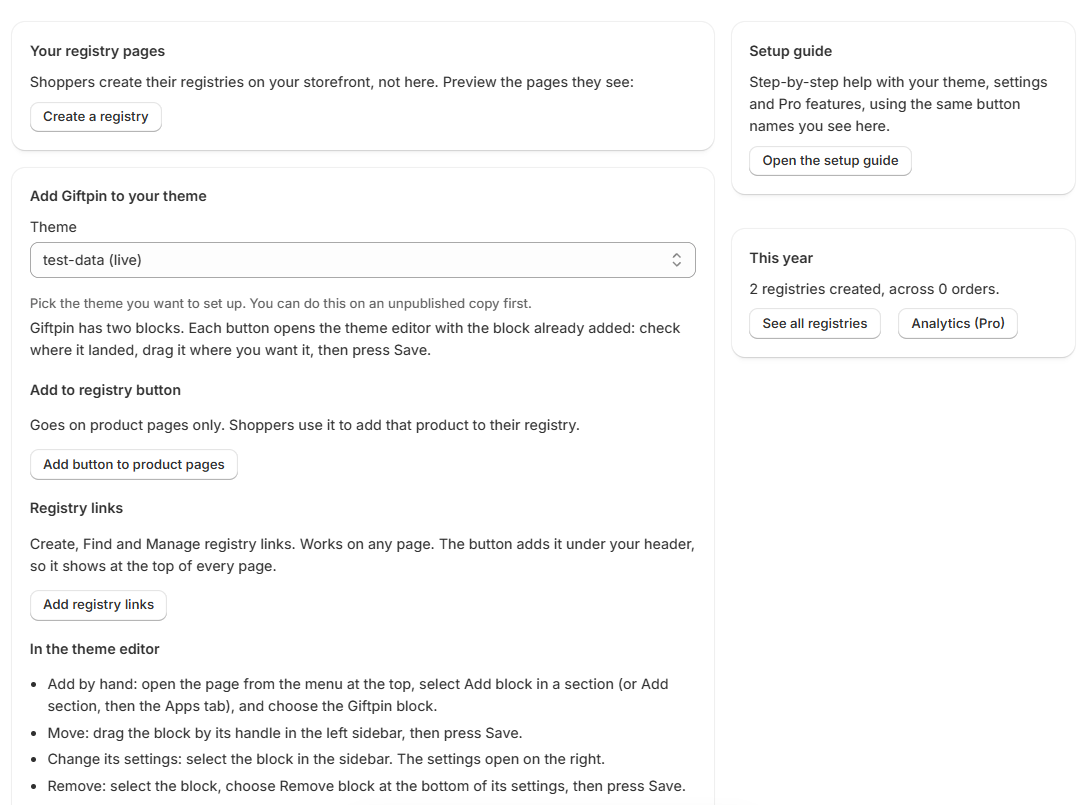 Your registry pages
Shoppers create their registries on your storefront, not here. Preview the pages they see:
Create a registry
Add Giftpin to your theme
Theme
test-data (live)
Pick the theme you want to set up. You can do this on an unpublished copy first.
Giftpin has two blocks. Each button opens the theme editor with the block already added: check
where it landed, drag it where you want it, then press Save.
Add to registry button
Goes on product pages only. Shoppers use it to add that product to their registry.
Add button to product pages
Registry links
Create, Find and Manage registry links. Works on any page. The button adds it under your header,
so it shows at the top of every page.
Add registry links
In the theme editor
• Add by hand: open the page from the menu at the top, select Add block in a section (or Add
section, then the Apps tab), and choose the Giftpin block.
• Move: drag the block by its handle in the left sidebar, then press Save.
• Change its settings: select the block in the sidebar. The settings open on the right.
• Remove: select the block, choose Remove block at the bottom of its settings, then press Save.
Setup guide
Step-by-step help with your theme, settings
and Pro features, using the same button
names you see here.
Open the setup guide
This year
2 registries created, across 0 orders.
See all registries
Analytics (Pro)